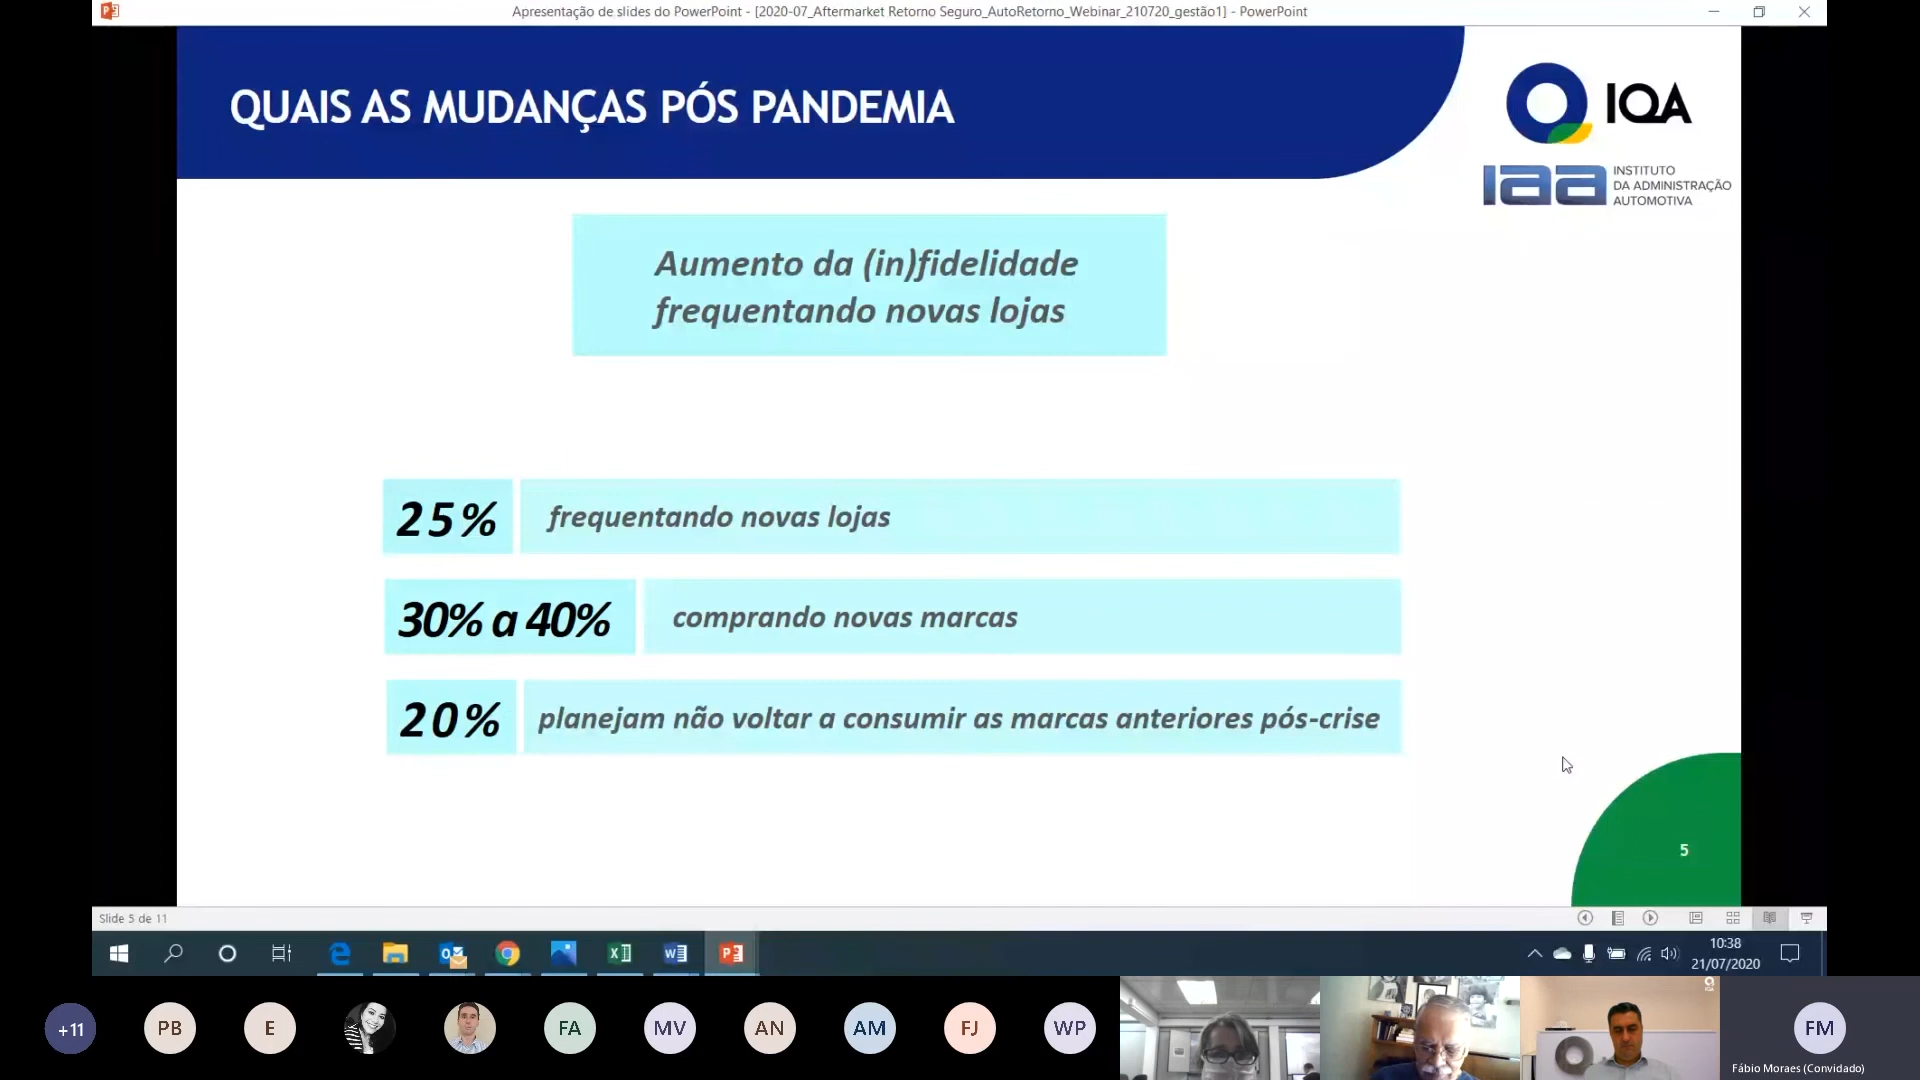 Apresentação de slides do PowerPoint - [2020-07_Aftermarket Retorno Seguro_AutoRetorno_Webinar_210720_gestão1] - PowerPoint
QUAIS AS MUDANÇAS PÓS PANDEMIA
IQA
iaa
INSTITUTO
DA ADMINISTRAÇÃO
AUTOMOTIVA
Aumento da (in)fidelidade
frequentando novas lojas
25% frequentando novas lojas
30% a 40% comprando novas marcas
20% planejam não voltar a consumir as marcas anteriores pós-crise
5
Slide 5 de 11
10:38
21/07/2020
+11
PB
E
FA
MV
AN
AM
FJ
WP
FM
Fábio Moraes (Convidado)